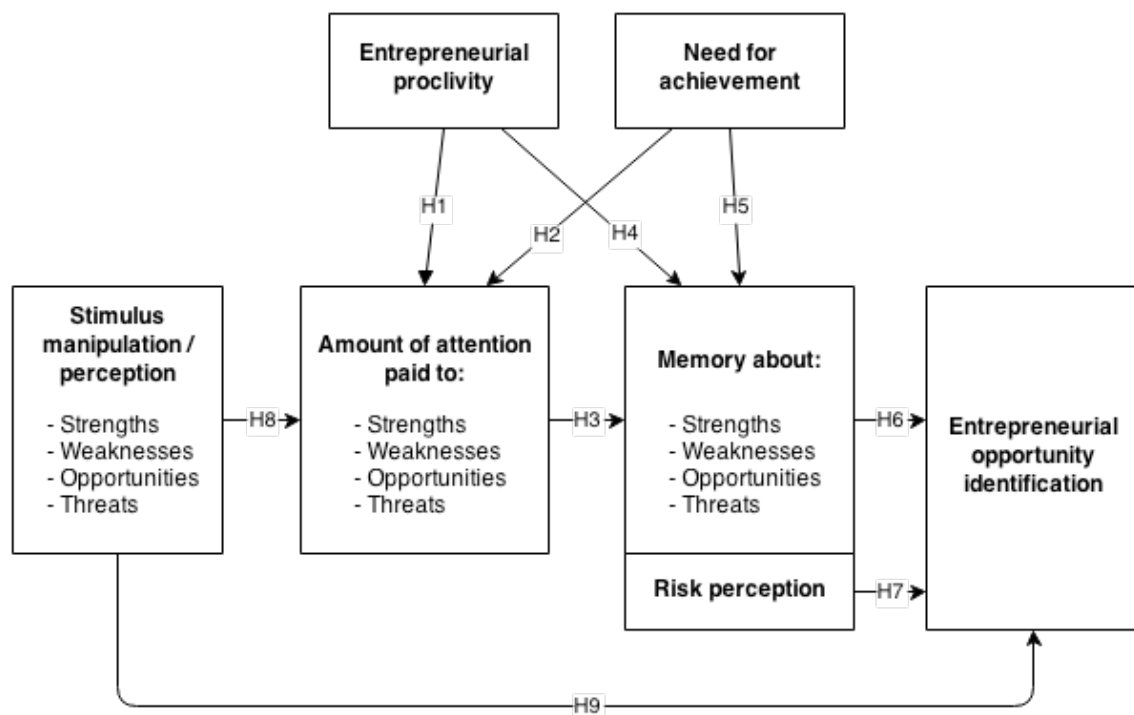 Entrepreneurial
proclivity
Need for
achievement
H1
H2
H4
H5
Stimulus
manipulation /
perception
- Strengths
- Weaknesses
- Opportunities
- Threats
H8
Amount of attention
paid to:
- Strengths
- Weaknesses
- Opportunities
- Threats
H3
Memory about:
- Strengths
- Weaknesses
- Opportunities
- Threats
Risk perception
H6
H7
Entrepreneurial
opportunity
identification
H9